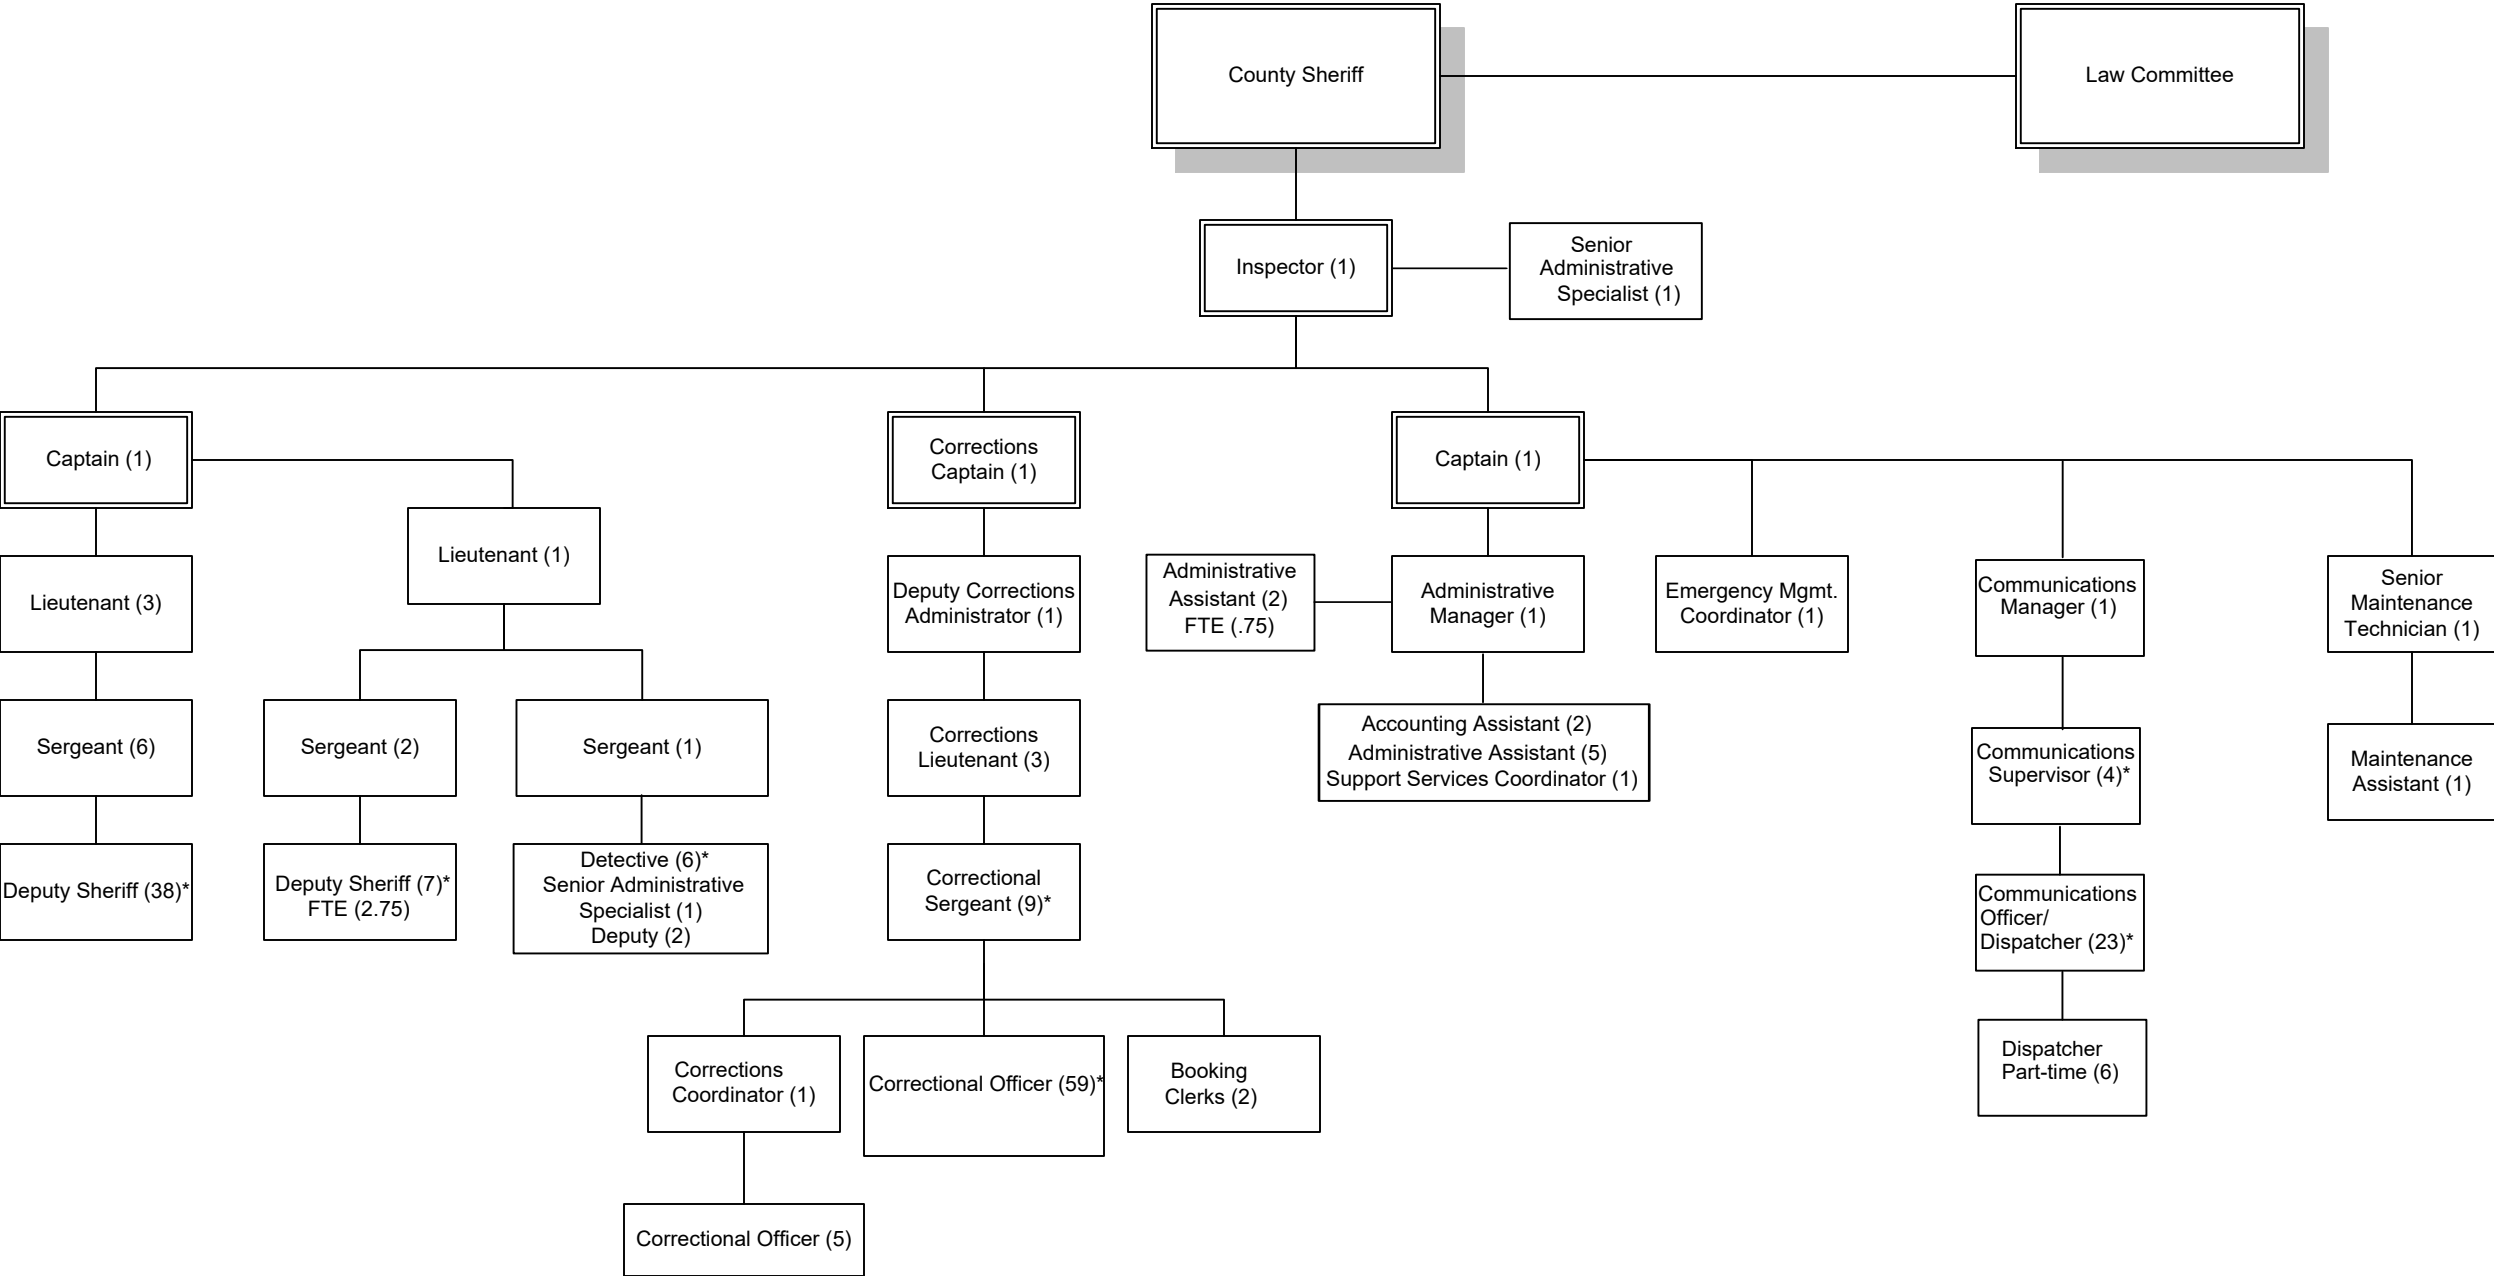 County Sheriff
Law Committee
Inspector (1)
Senior
Administrative
Specialist (1)
Captain (1)
Corrections
Captain (1)
Captain (1)
Lieutenant (1)
Lieutenant (3)
Deputy Corrections
Administrator (1)
Administrative
Assistant (2)
FTE (.75)
Administrative
Manager (1)
Emergency Mgmt.
Coordinator (1)
Communications
Manager (1)
Senior
Maintenance
Technician (1)
Sergeant (6)
Sergeant (2)
Sergeant (1)
Corrections
Lieutenant (3)
Accounting Assistant (2)
Administrative Assistant (5)
Support Services Coordinator (1)
Communications
Supervisor (4)*
Maintenance
Assistant (1)
Deputy Sheriff (38)*
Deputy Sheriff (7)*
FTE (2.75)
Detective (6)*
Senior Administrative
Specialist (1)
Deputy (2)
Correctional
Sergeant (9)*
Communications
Officer/
Dispatcher (23)*
Corrections
Coordinator (1)
Correctional Officer (59)*
Booking
Clerks (2)
Dispatcher
Part-time (6)
Correctional Officer (5)